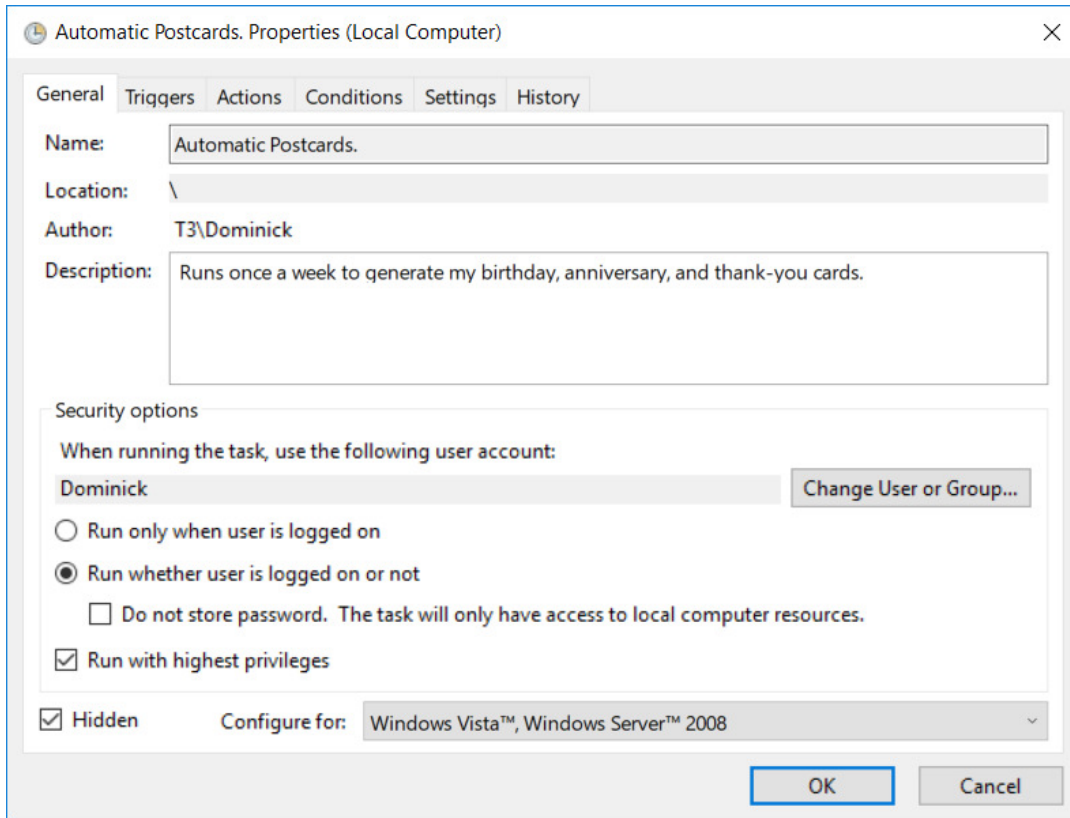 Automatic Postcards. Properties (Local Computer)
General Triggers Actions Conditions Settings History
Name: Automatic Postcards.
Location: \
Author: T3\Dominick
Description: Runs once a week to generate my birthday, anniversary, and thank-you cards.
Security options
When running the task, use the following user account:
Dominick Change User or Group...
Run only when user is logged on
Run whether user is logged on or not
Do not store password. The task will only have access to local computer resources.
Run with highest privileges
Hidden Configure for: Windows Vista™, Windows Server™ 2008
OK Cancel